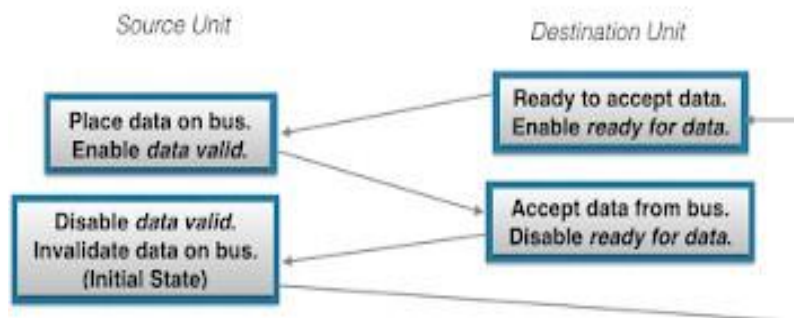 Source Unit
Destination Unit
Place data on bus.
Enable data valid.
Ready to accept data.
Enable ready for data.
Disable data valid.
Invalidate data on bus.
(Initial State)
Accept data from bus.
Disable ready for data.